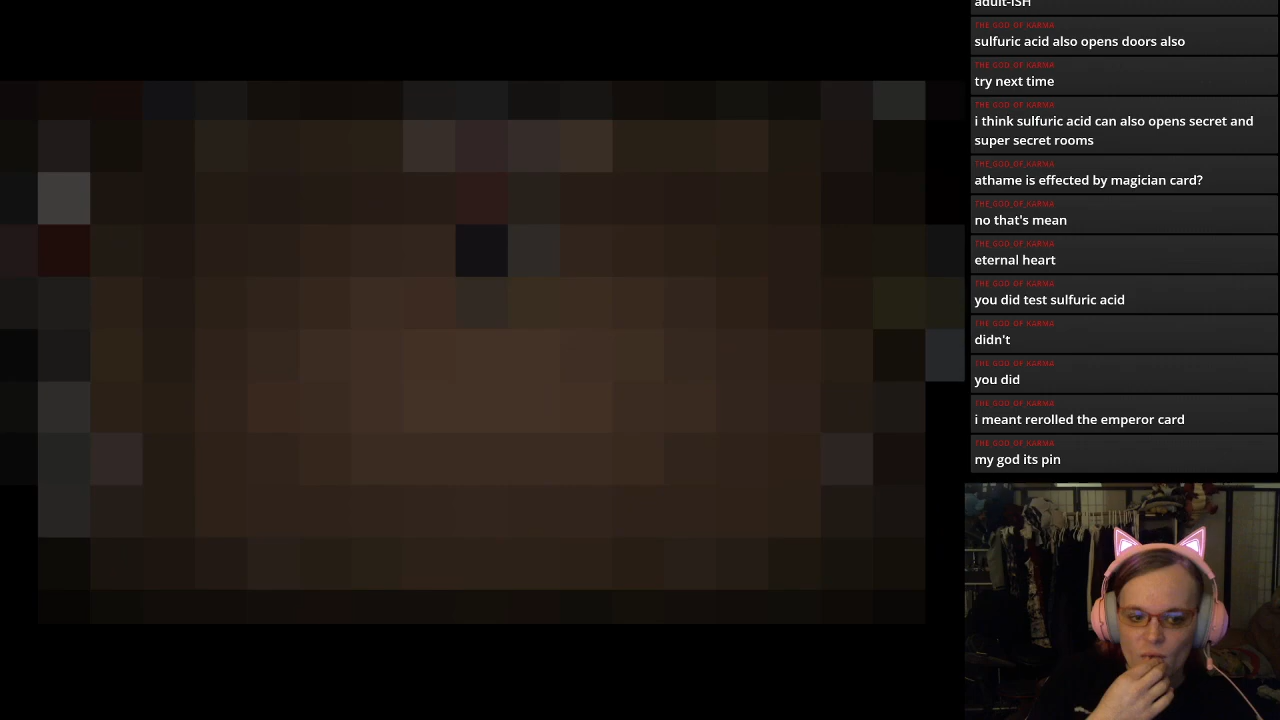 adult-ISH
THE_GOD_OF_KARMA
sulfuric acid also opens doors also
THE_GOD_OF_KARMA
try next time
THE_GOD_OF_KARMA
i think sulfuric acid can also opens secret and
super secret rooms
THE_GOD_OF_KARMA
athame is effected by magician card?
THE_GOD_OF_KARMA
no that's mean
THE_GOD_OF_KARMA
eternal heart
THE_GOD_OF_KARMA
you did test sulfuric acid
THE_GOD_OF_KARMA
didn't
THE_GOD_OF_KARMA
you did
THE_GOD_OF_KARMA
i meant rerolled the emperor card
THE_GOD_OF_KARMA
my god its pin